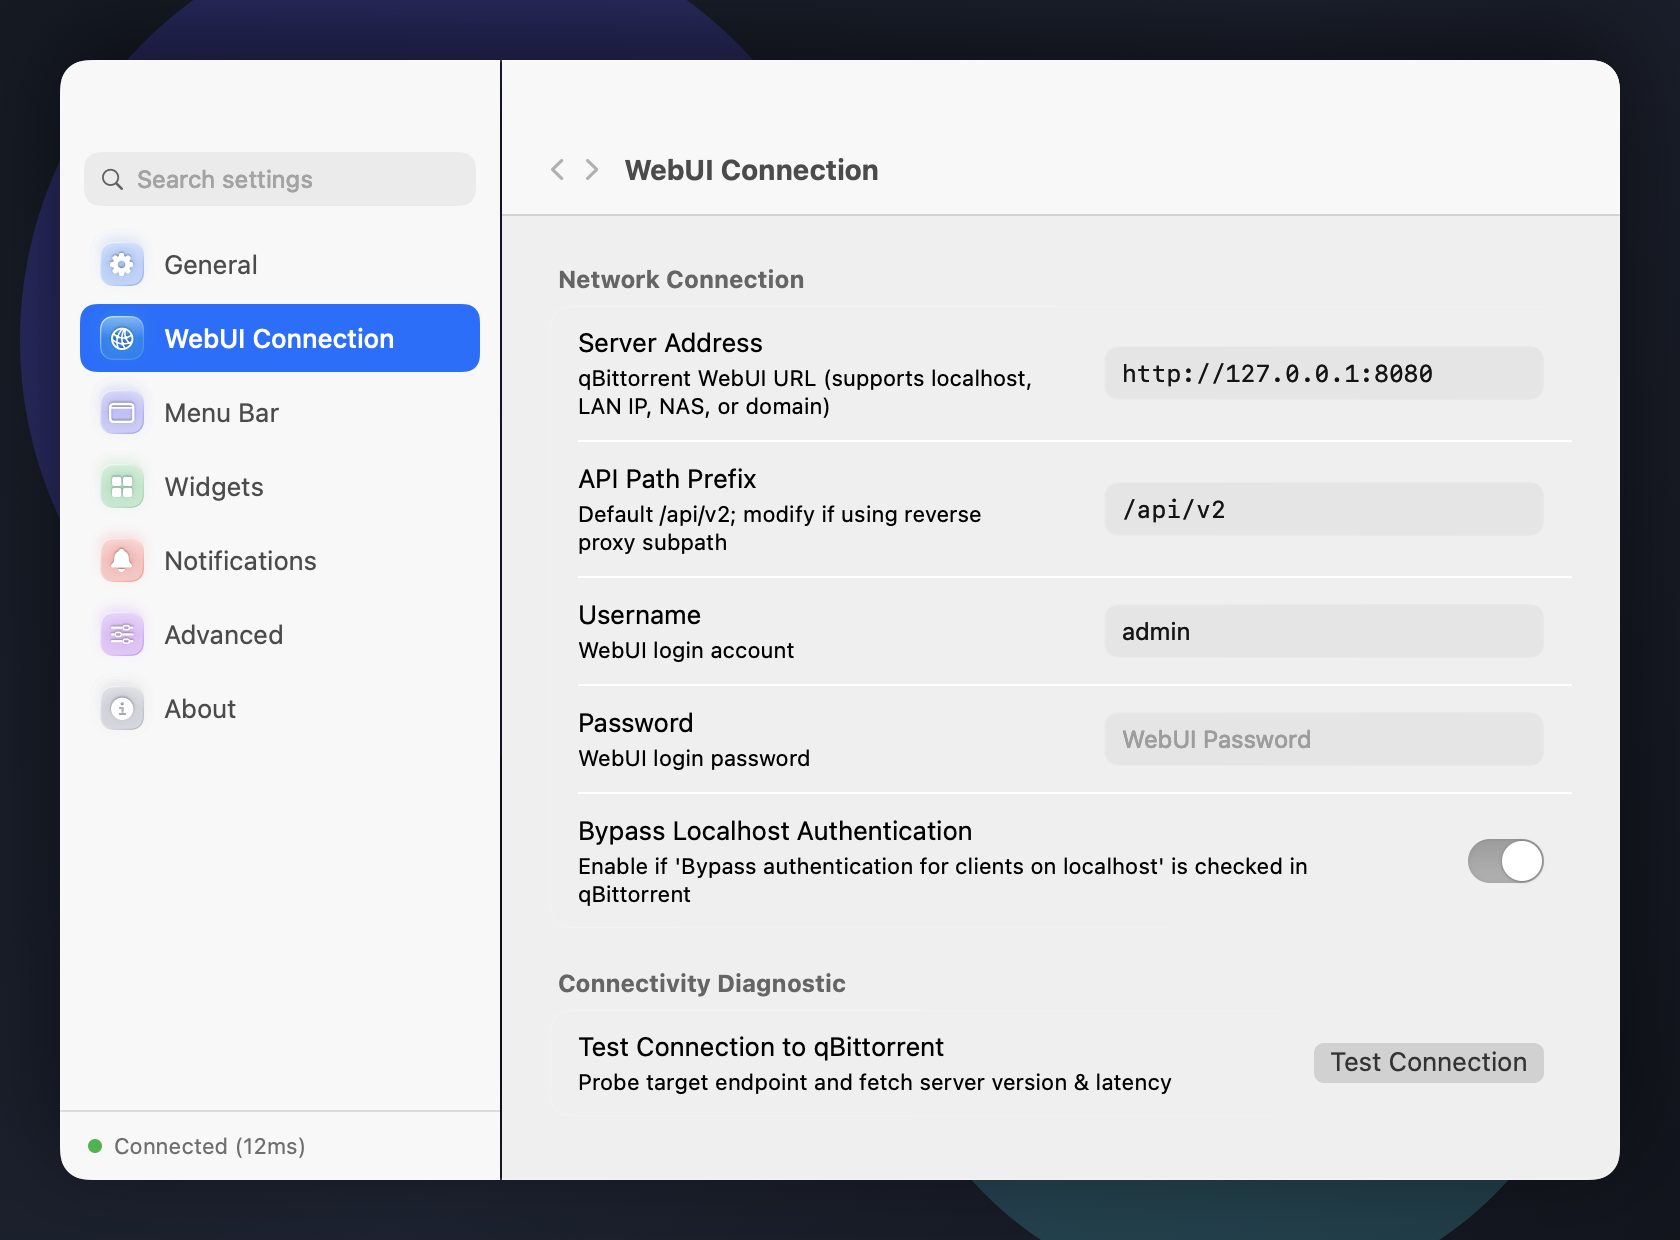 Search settings
General
WebUI Connection
Menu Bar
Widgets
Notifications
Advanced
About
Connected (12ms)
WebUI Connection
Network Connection
Server Address
qBittorrent WebUI URL (supports localhost,
LAN IP, NAS, or domain)
http://127.0.0.1:8080
API Path Prefix
Default /api/v2; modify if using reverse
proxy subpath
/api/v2
Username
WebUI login account
admin
Password
WebUI login password
WebUI Password
Bypass Localhost Authentication
Enable if 'Bypass authentication for clients on localhost' is checked in
qBittorrent
Connectivity Diagnostic
Test Connection to qBittorrent
Probe target endpoint and fetch server version & latency
Test Connection